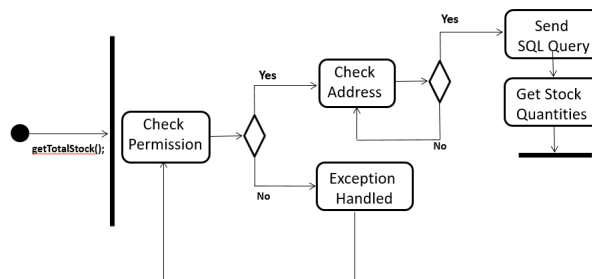 getTotalStock();
Check
Permission
Yes
No
Check
Address
Exception
Handled
Yes
No
Send
SQL Query
Get Stock
Quantities